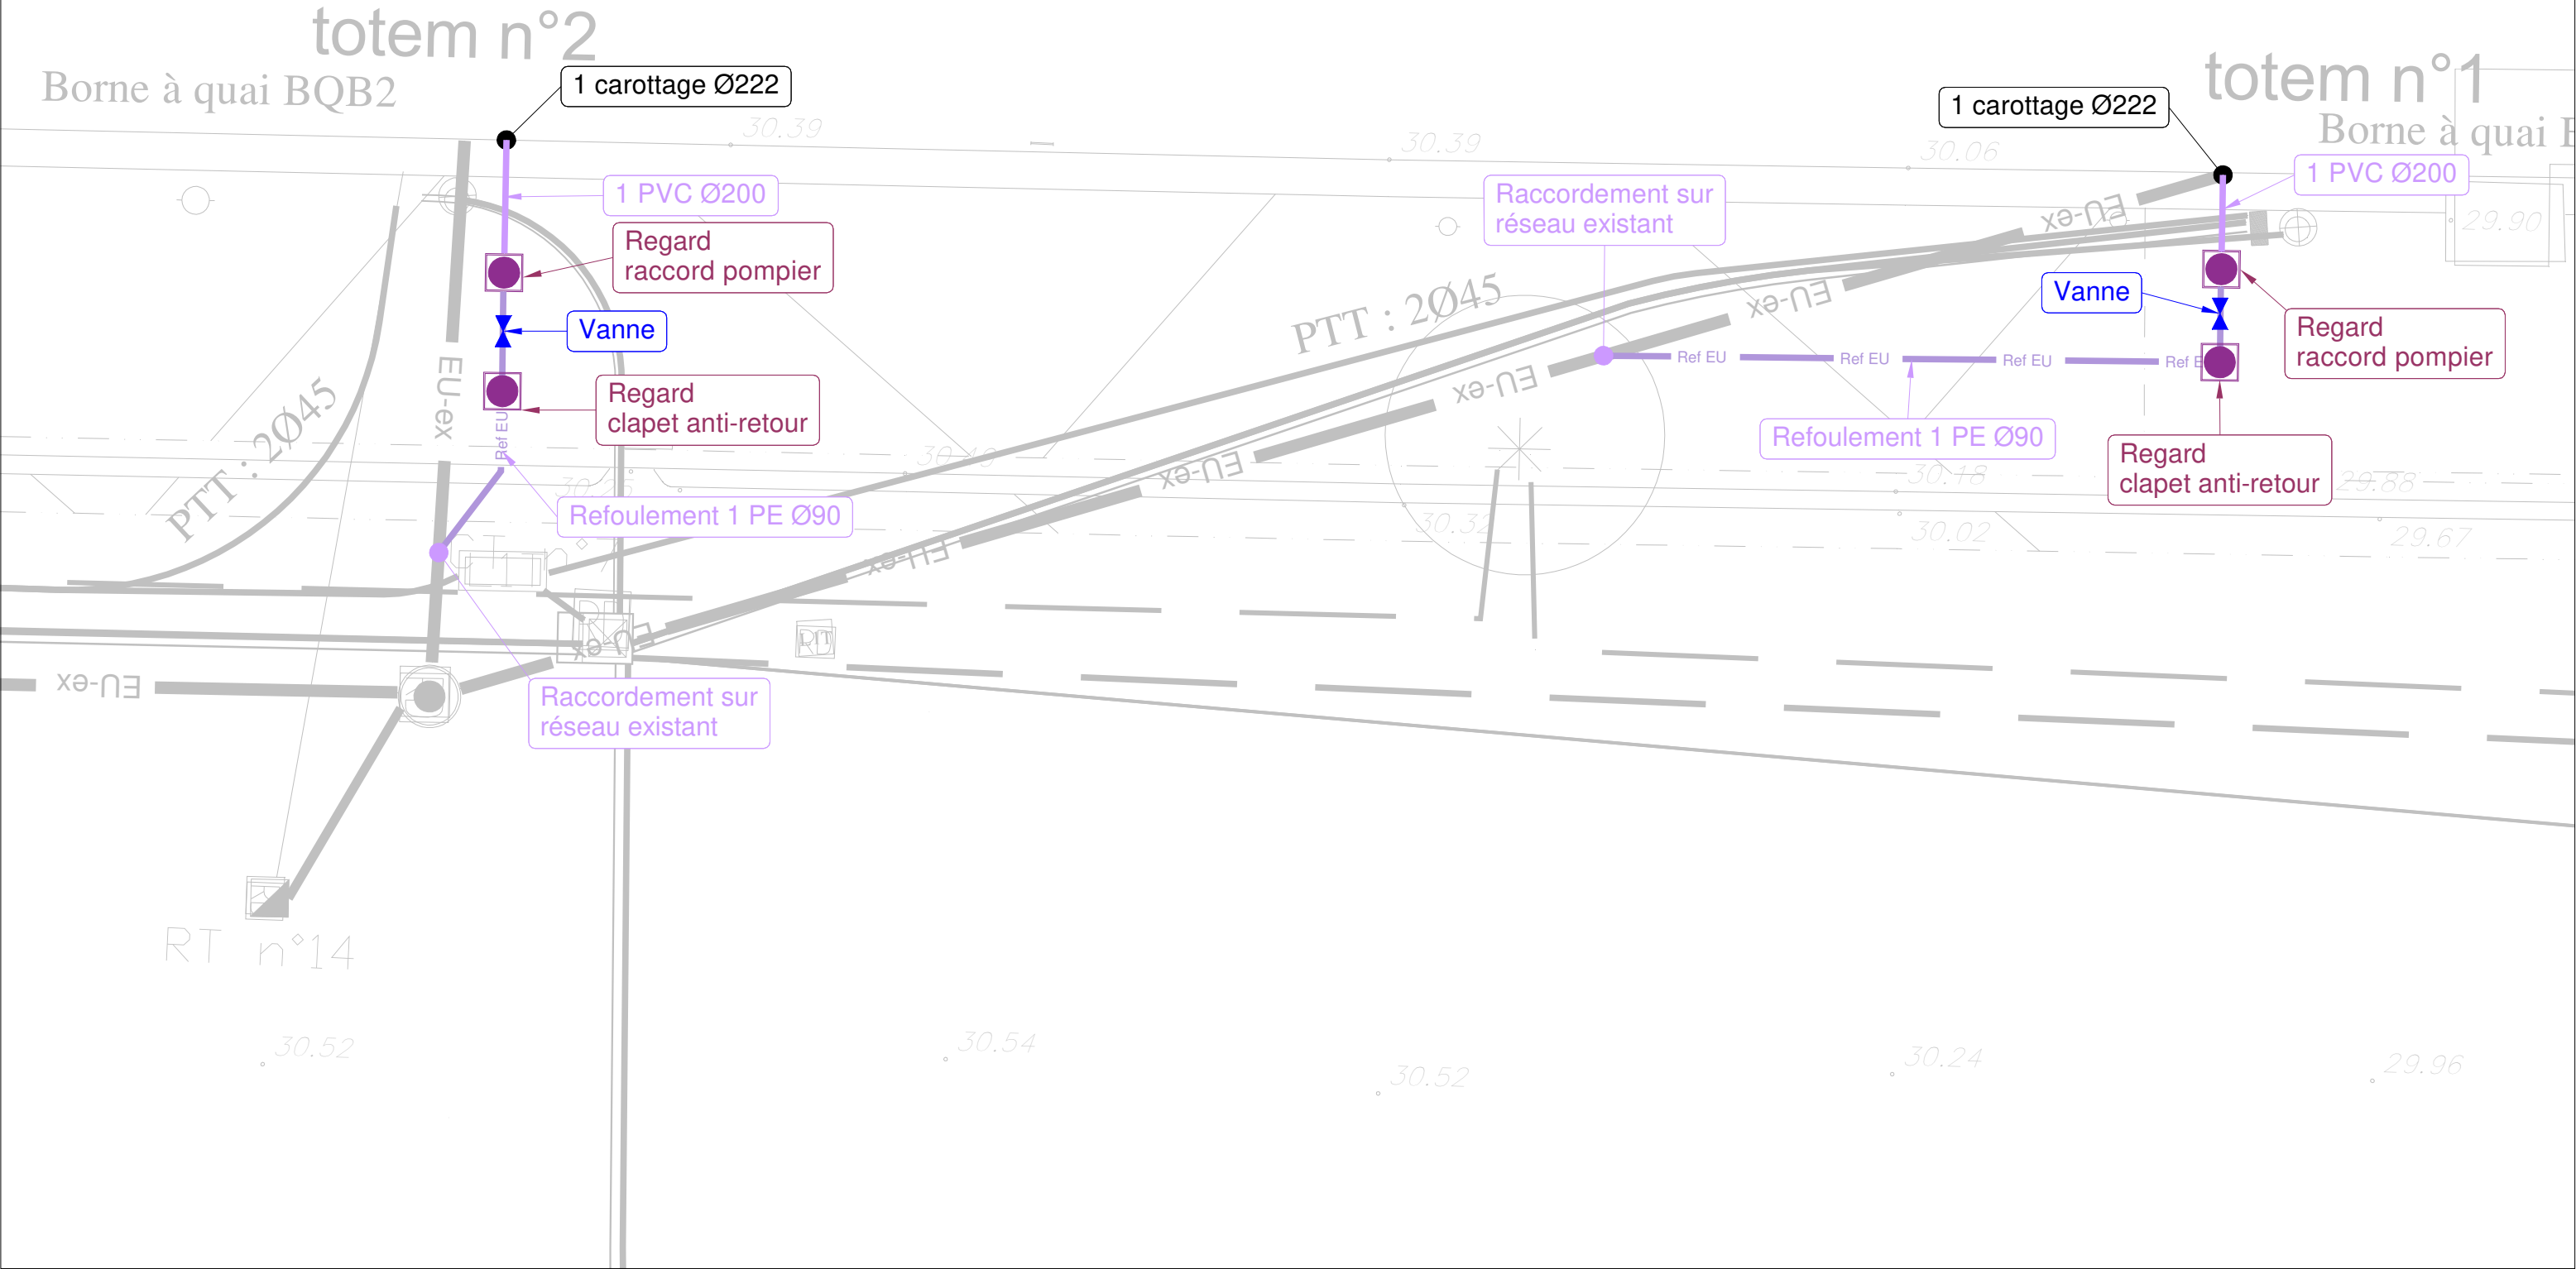 totem n°2
totem n°1
Borne à quai BQB2
1 carottage Ø222
1 carottage Ø222
30.39
30.39
30.06
Borne à quai
1 PVC Ø200
1 PVC Ø200
Raccordement sur
réseau existant
EU-ex
29.90
Regard
raccord pompier
PTT : 2Ø45
EU-ex
Vanne
Vanne
Regard
raccord pompier
Ref EU
Ref EU
Ref EU
Ref E
EU-ex
EU-ex
PTT : 2Ø45
Regard
clapet anti-retour
Ref EU
Refoulement 1 PE Ø90
Regard
clapet anti-retour
EU-ex
30.18
29.88
30.32
30.02
29.67
Refoulement 1 PE Ø90
EU-ex
EU-ex
EU-ex
Raccordement sur
réseau existant
RT n°14
30.52
30.54
30.52
30.24
29.96